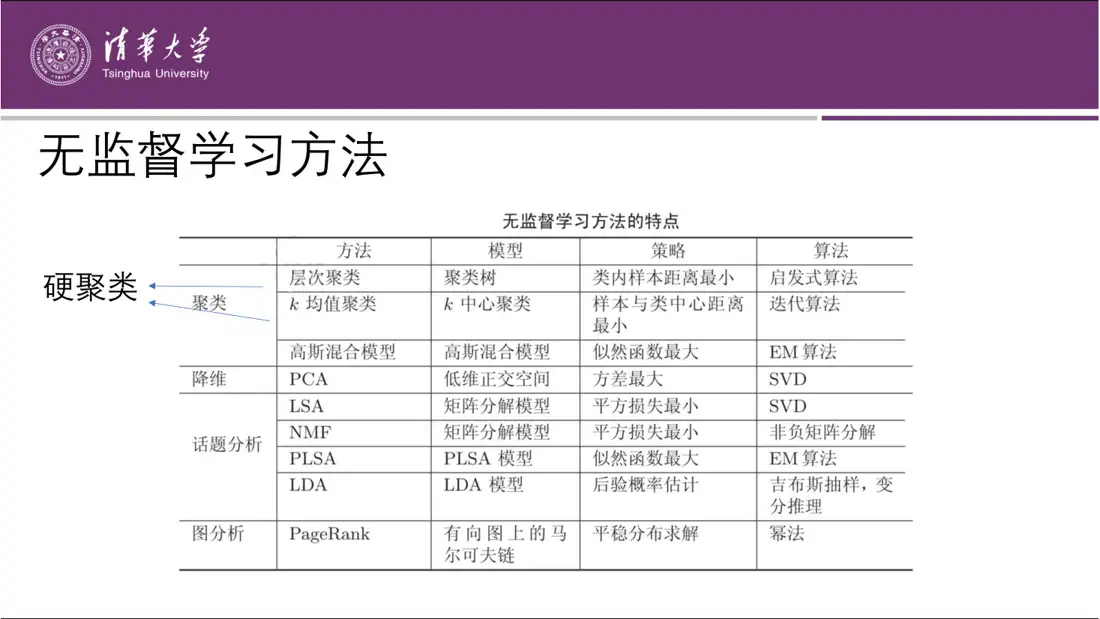 清华大学
Tsinghua University
无监督学习方法
无监督学习方法的特点
方法 模型 策略 算法
硬聚类
聚类
层次聚类 聚类树 类内样本距离最小 启发式算法
k 均值聚类 k 中心聚类 样本与类中心距离 迭代算法
最小
高斯混合模型 高斯混合模型 似然函数最大 EM 算法
降维 PCA 低维正交空间 方差最大 SVD
话题分析
LSA 矩阵分解模型 平方损失最小 SVD
NMF 矩阵分解模型 平方损失最小 非负矩阵分解
PLSA PLSA 模型 似然函数最大 EM 算法
LDA LDA 模型 后验概率估计 吉布斯抽样，变
分推理
图分析 PageRank 有向图上的马 平稳分布求解 幂法
尔可夫链